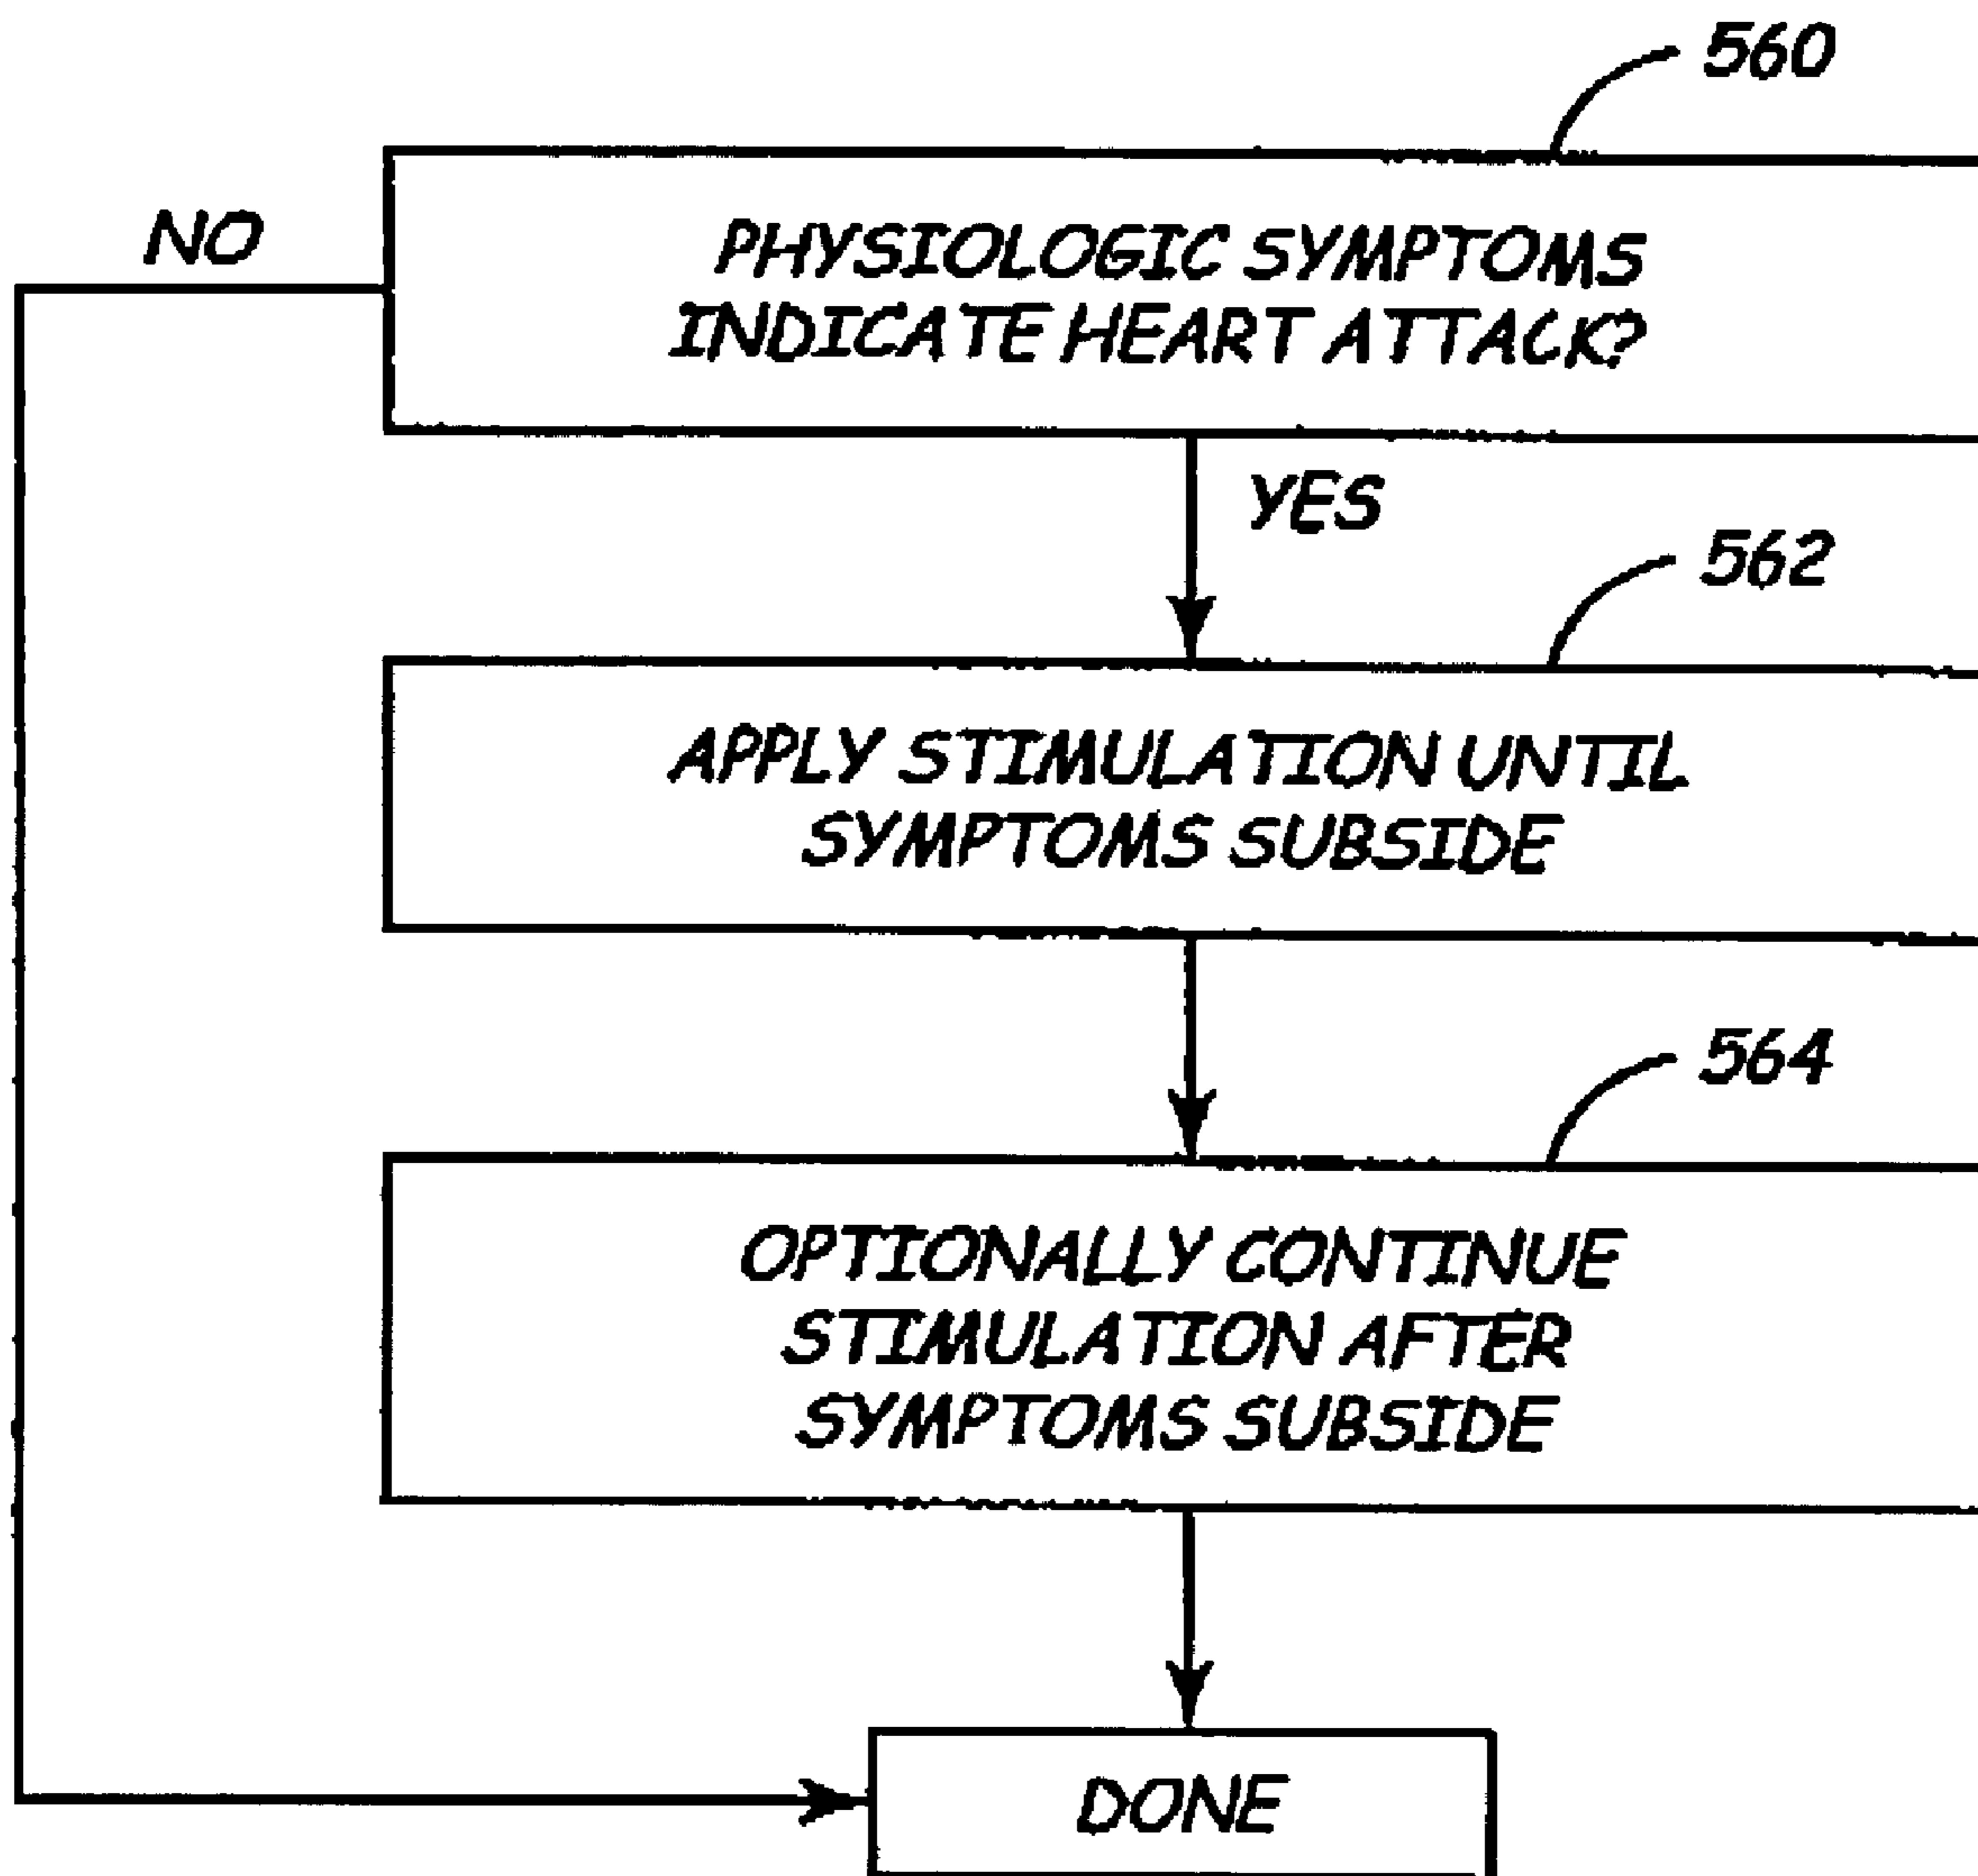 560
NO
PHYSIOLOGIC SYMPTOMS
INDICATE HEART ATTACK?
YES
562
APPLY STIMULATION UNTIL
SYMPTOMS SUBSIDE
564
OPTIONALLY CONTINUE
STIMULATION AFTER
SYMPTOMS SUBSIDE
DONE